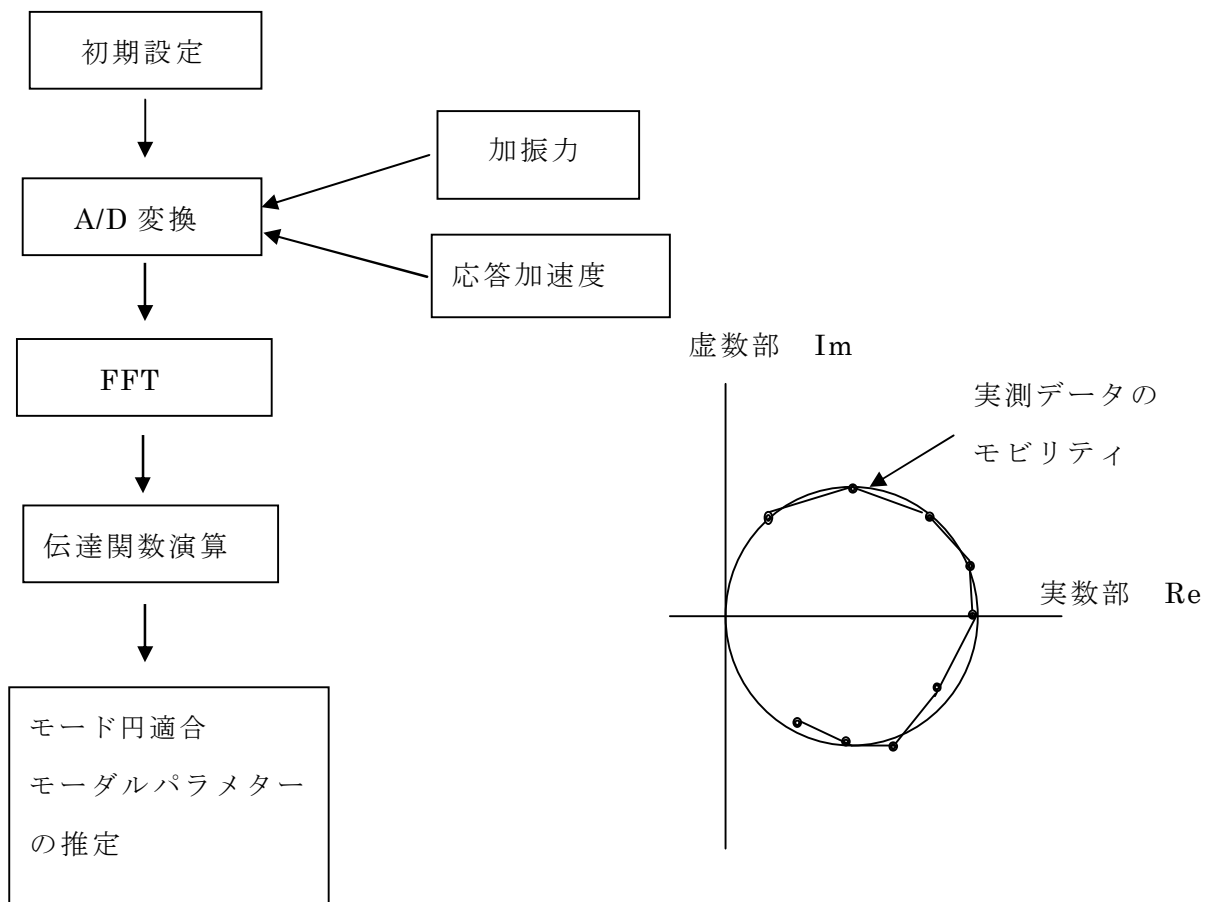 初期設定
加振力
A/D 変換
応答加速度
FFT
伝達関数演算
モード円適合
モーダルパラメター
の推定
虚数部　Im
実測データの
モビリティ
実数部　Re